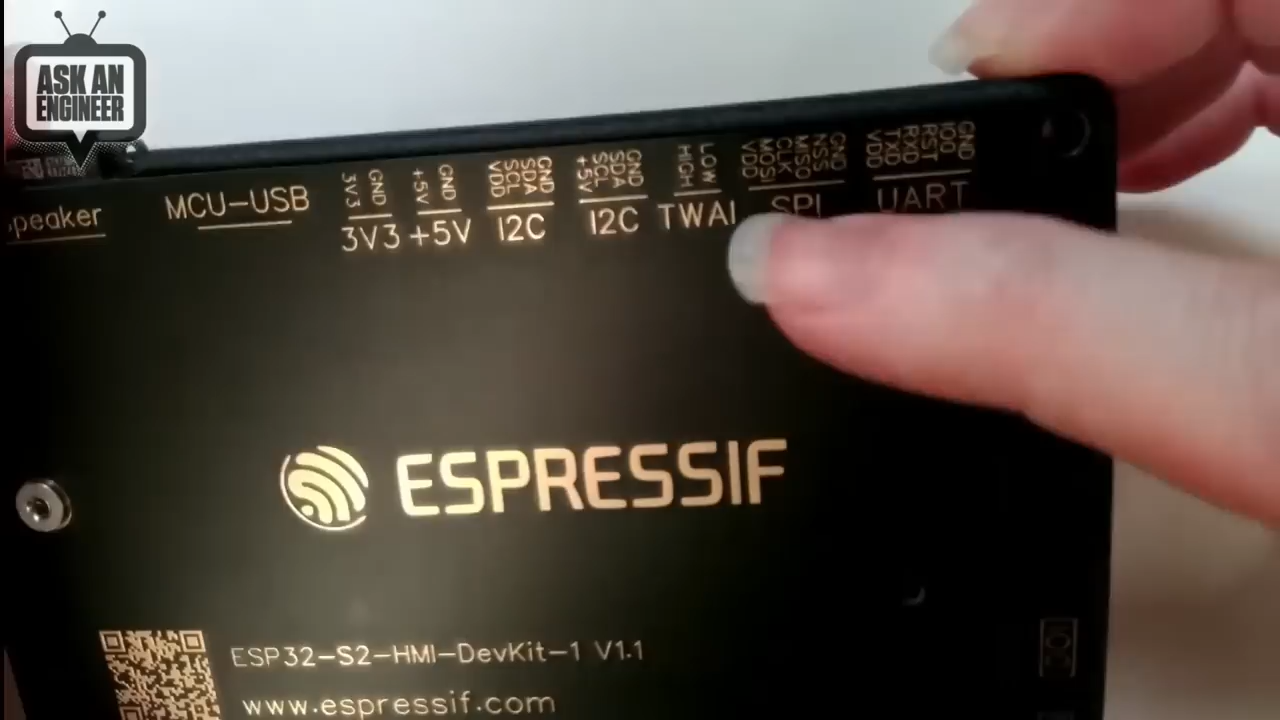 ASK AN
ENGINEER
GND
SDA
SCL
VDD
GND
SDA
SCL
+5V
LOW
HIGH
GND
NSS
MISO
CLK
MOSI
VDD
GND
IO0
RST
RXD
TXD
VDD
GND
3V3
GND
+5V
peaker
MCU-USB
3V3
+5V
I2C
I2C
TWAI
SPI
UART
ESPRESSIF
ESP32-S2-HMI-DevKit-1 V1.1
www.espressif.com